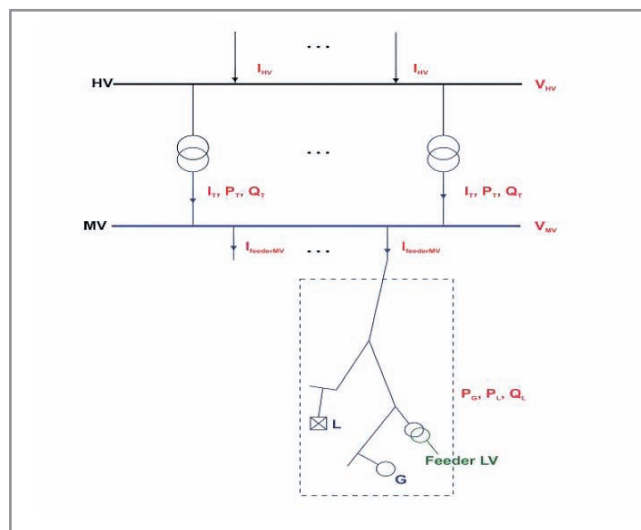 I_HV I_HV
HV V_HV
I_T, P_T, Q_T I_T, P_T, Q_T
MV V_MV
I_feederMV I_feederMV
P_G, P_L, Q_L
L
Feeder LV
G